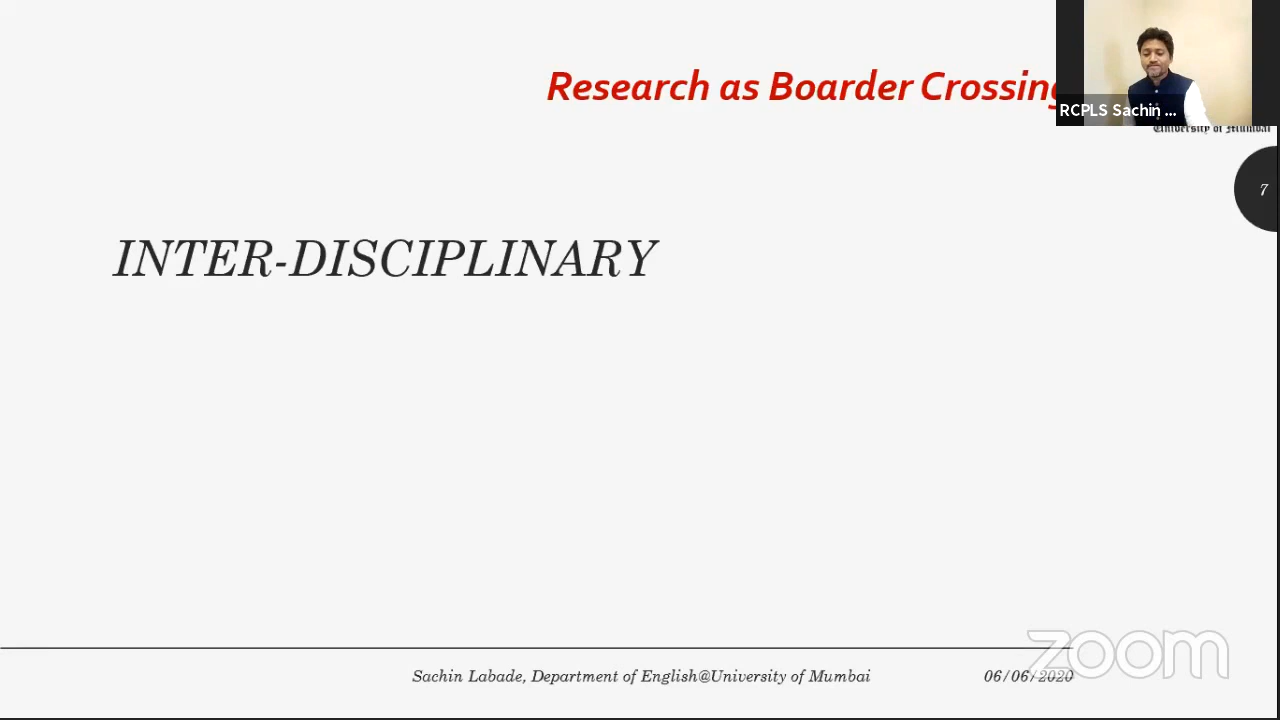 Research as Boarder Crossing
RCPLS Sachin ...
University of Mumbai
7
INTER-DISCIPLINARY
zoom
Sachin Labade, Department of English@University of Mumbai
06/06/2020